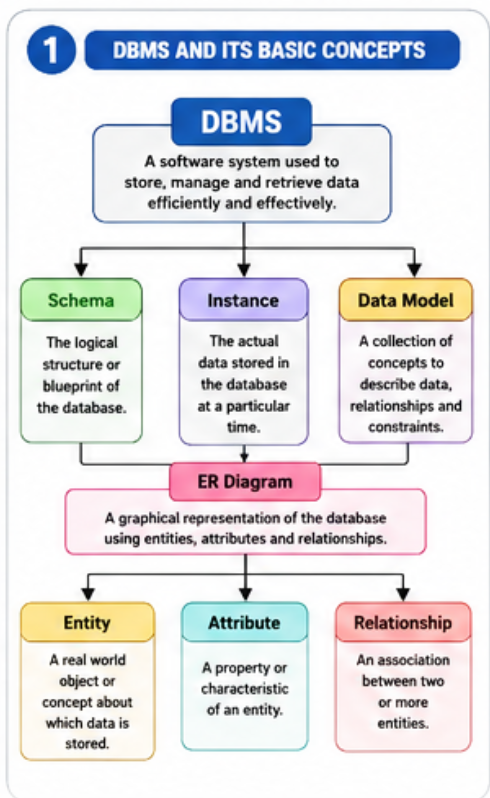 1
DBMS AND ITS BASIC CONCEPTS
DBMS
A software system used to
store, manage and retrieve data
efficiently and effectively.
Schema
The logical
structure or
blueprint of
the database.
Instance
The actual
data stored in
the database
at a particular
time.
Data Model
A collection of
concepts to
describe data,
relationships and
constraints.
ER Diagram
A graphical representation of the database
using entities, attributes and relationships.
Entity
A real world
object or
concept about
which data is
stored.
Attribute
A property or
characteristic
of an entity.
Relationship
An association
between two
or more
entities.